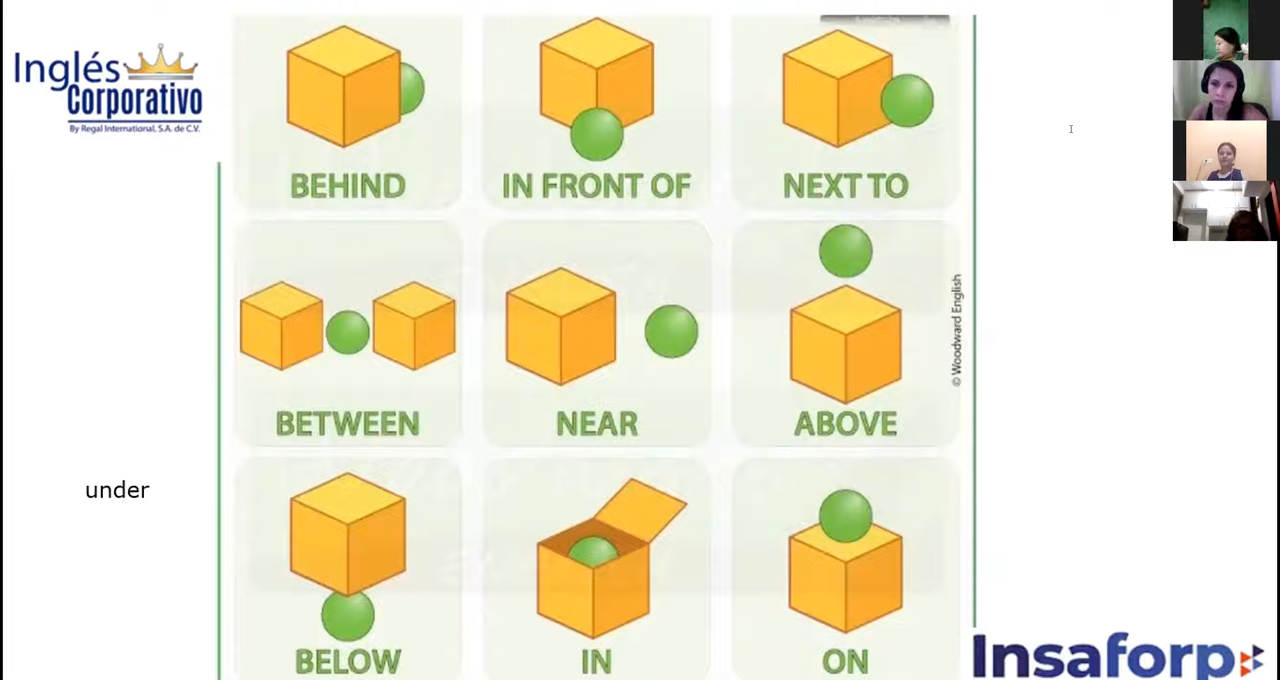 Inglés
Corporativo
By Regal International, S.A. de C.V.
BEHIND
IN FRONT OF
NEXT TO
BETWEEN
NEAR
ABOVE
© Woodward English
under
BELOW
IN
ON
Insaforp